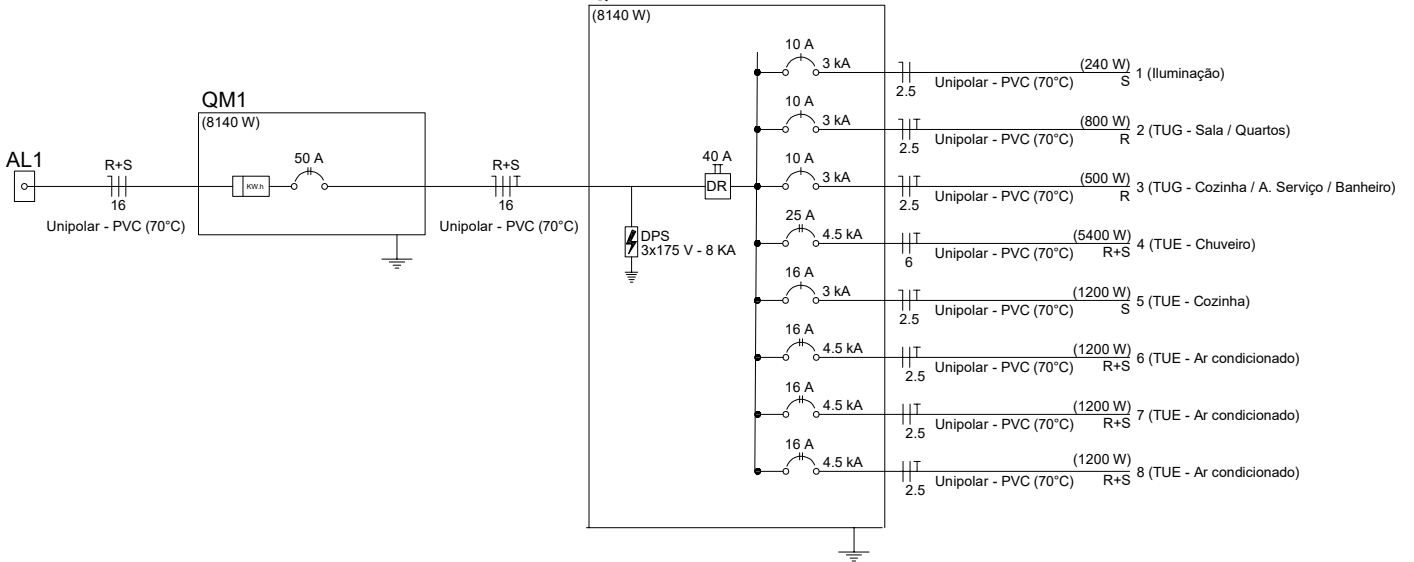 (8140 W)
10 A
3 kA
2.5
Unipolar - PVC (70°C)
(240 W)
S
1 (Iluminação)
10 A
3 kA
2.5
Unipolar - PVC (70°C)
(800 W)
R
2 (TUG - Sala / Quartos)
QM1
(8140 W)
AL1
R+S
16
Unipolar - PVC (70°C)
KW.h
50 A
R+S
16
Unipolar - PVC (70°C)
DPS
3x175 V - 8 KA
40 A
DR
10 A
3 kA
2.5
Unipolar - PVC (70°C)
(500 W)
R
3 (TUG - Cozinha / A. Serviço / Banheiro)
25 A
4.5 kA
6
Unipolar - PVC (70°C)
(5400 W)
R+S
4 (TUE - Chuveiro)
16 A
3 kA
2.5
Unipolar - PVC (70°C)
(1200 W)
S
5 (TUE - Cozinha)
16 A
4.5 kA
2.5
Unipolar - PVC (70°C)
(1200 W)
R+S
6 (TUE - Ar condicionado)
16 A
4.5 kA
2.5
Unipolar - PVC (70°C)
(1200 W)
R+S
7 (TUE - Ar condicionado)
16 A
4.5 kA
2.5
Unipolar - PVC (70°C)
(1200 W)
R+S
8 (TUE - Ar condicionado)